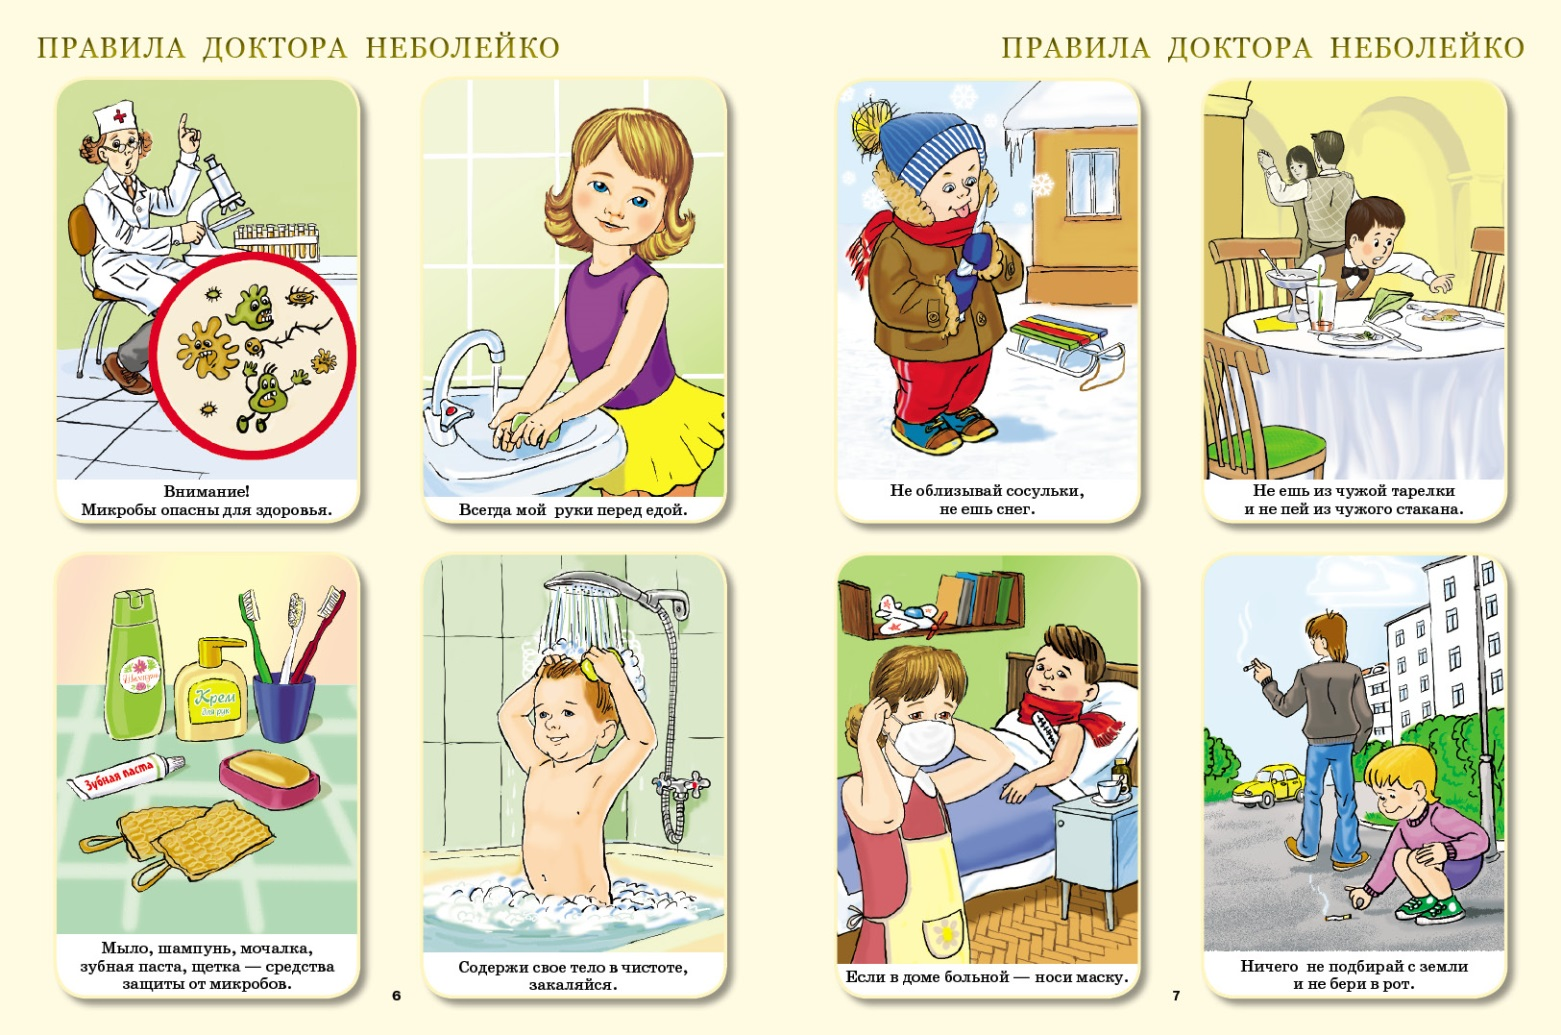 ПРАВИЛА ДОКТОРА НЕБОЛЕЙКО
Внимание!
Микробы опасны для здоровья.
Всегда мой руки перед едой.
Шампунь
Крем
для рук
Зубная паста
Мыло, шампунь, мочалка,
зубная паста, щетка — средства
защиты от микробов.
Содержи свое тело в чистоте,
закаляйся.
6
ПРАВИЛА ДОКТОРА НЕБОЛЕЙКО
Не облизывай сосульки,
не ешь снег.
Не ешь из чужой тарелки
и не пей из чужого стакана.
Если в доме больной — носи маску.
Ничего не подбирай с земли
и не бери в рот.
7